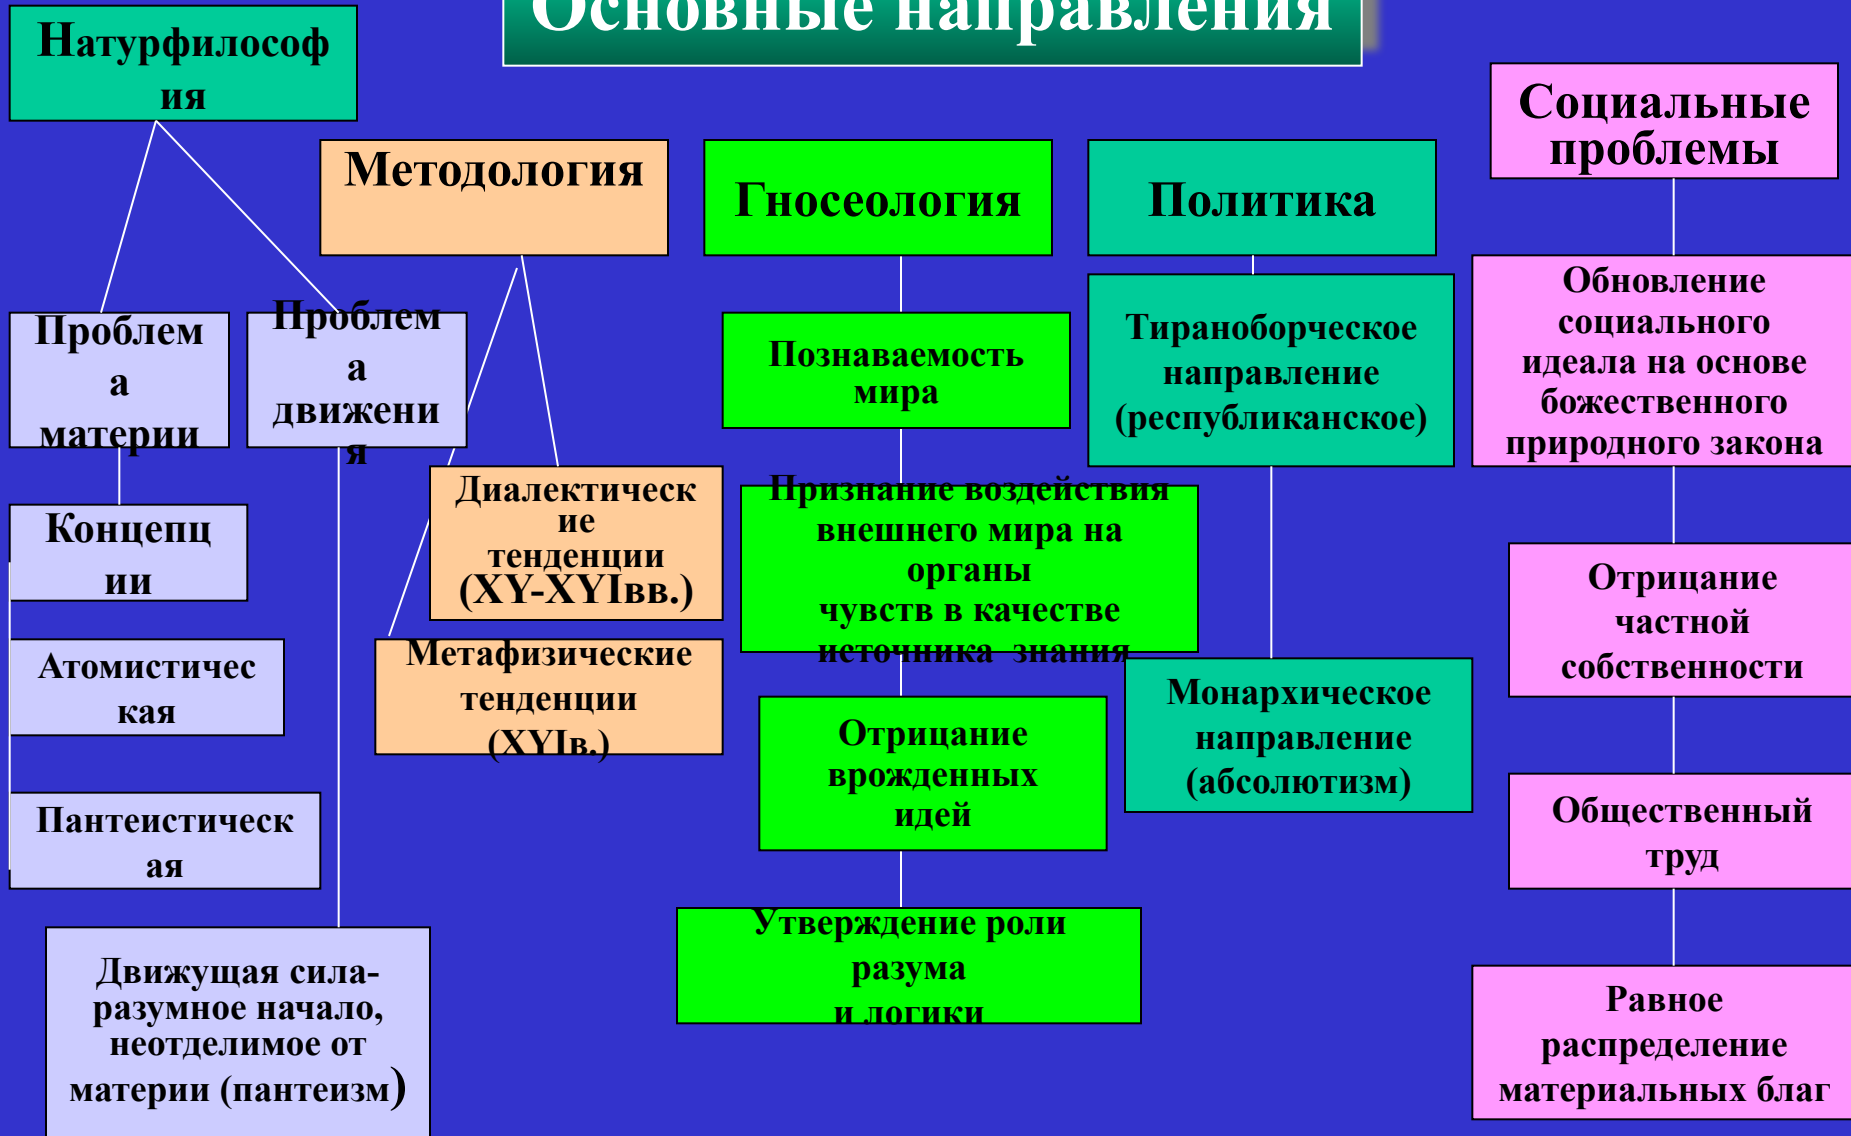 Основные направления
Натурфилософ
ия
Проблем
а
материи
Проблем
а
движени
я
Концепц
ии
Атомистичес
кая
Пантеистическ
ая
Движущая сила-
разумное начало,
неотделимое от
материи (пантеизм)
Методология
Диалектическ
ие
тенденции
(XY-XYIвв.)
Метафизические
тенденции
(XYIв.)
Гносеология
Познаваемость
мира
Признание воздействия
внешнего мира на
органы
чувств в качестве
источника знания
Отрицание
врожденных
идей
Утверждение роли
разума
и логики
Политика
Тираноборческое
направление
(республиканское)
Монархическое
направление
(абсолютизм)
Социальные
проблемы
Обновление
социального
идеала на основе
божественного
природного закона
Отрицание
частной
собственности
Общественный
труд
Равное
распределение
материальных благ